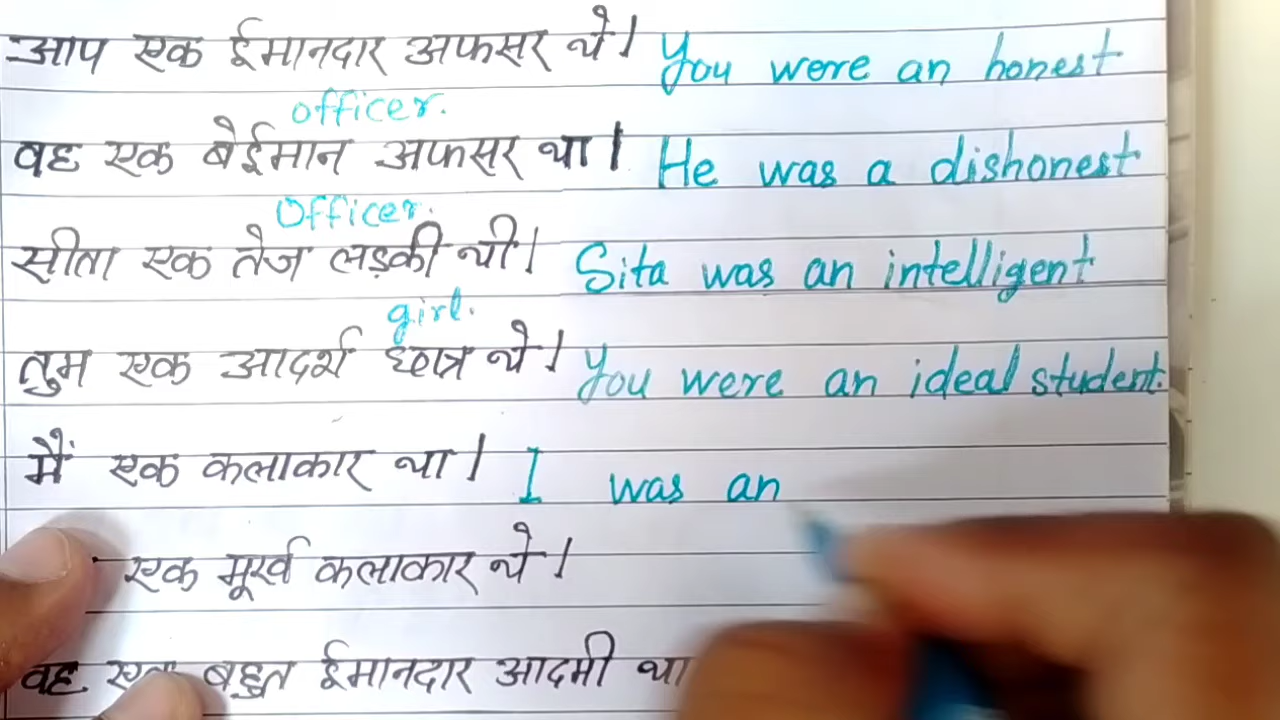 आप एक ईमानदार अफसर थे। You were an honest
officer.
वह एक बेईमान अफसर था। He was a dishonest
Officer.
सीता एक तेज लड़की थी। Sita was an intelligent
girl.
तुम एक आदर्श छात्र थे। You were an ideal student.
मैं एक कलाकार था। I was an
एक मूर्ख कलाकार थे।
वह एक बहुत ईमानदार आदमी था